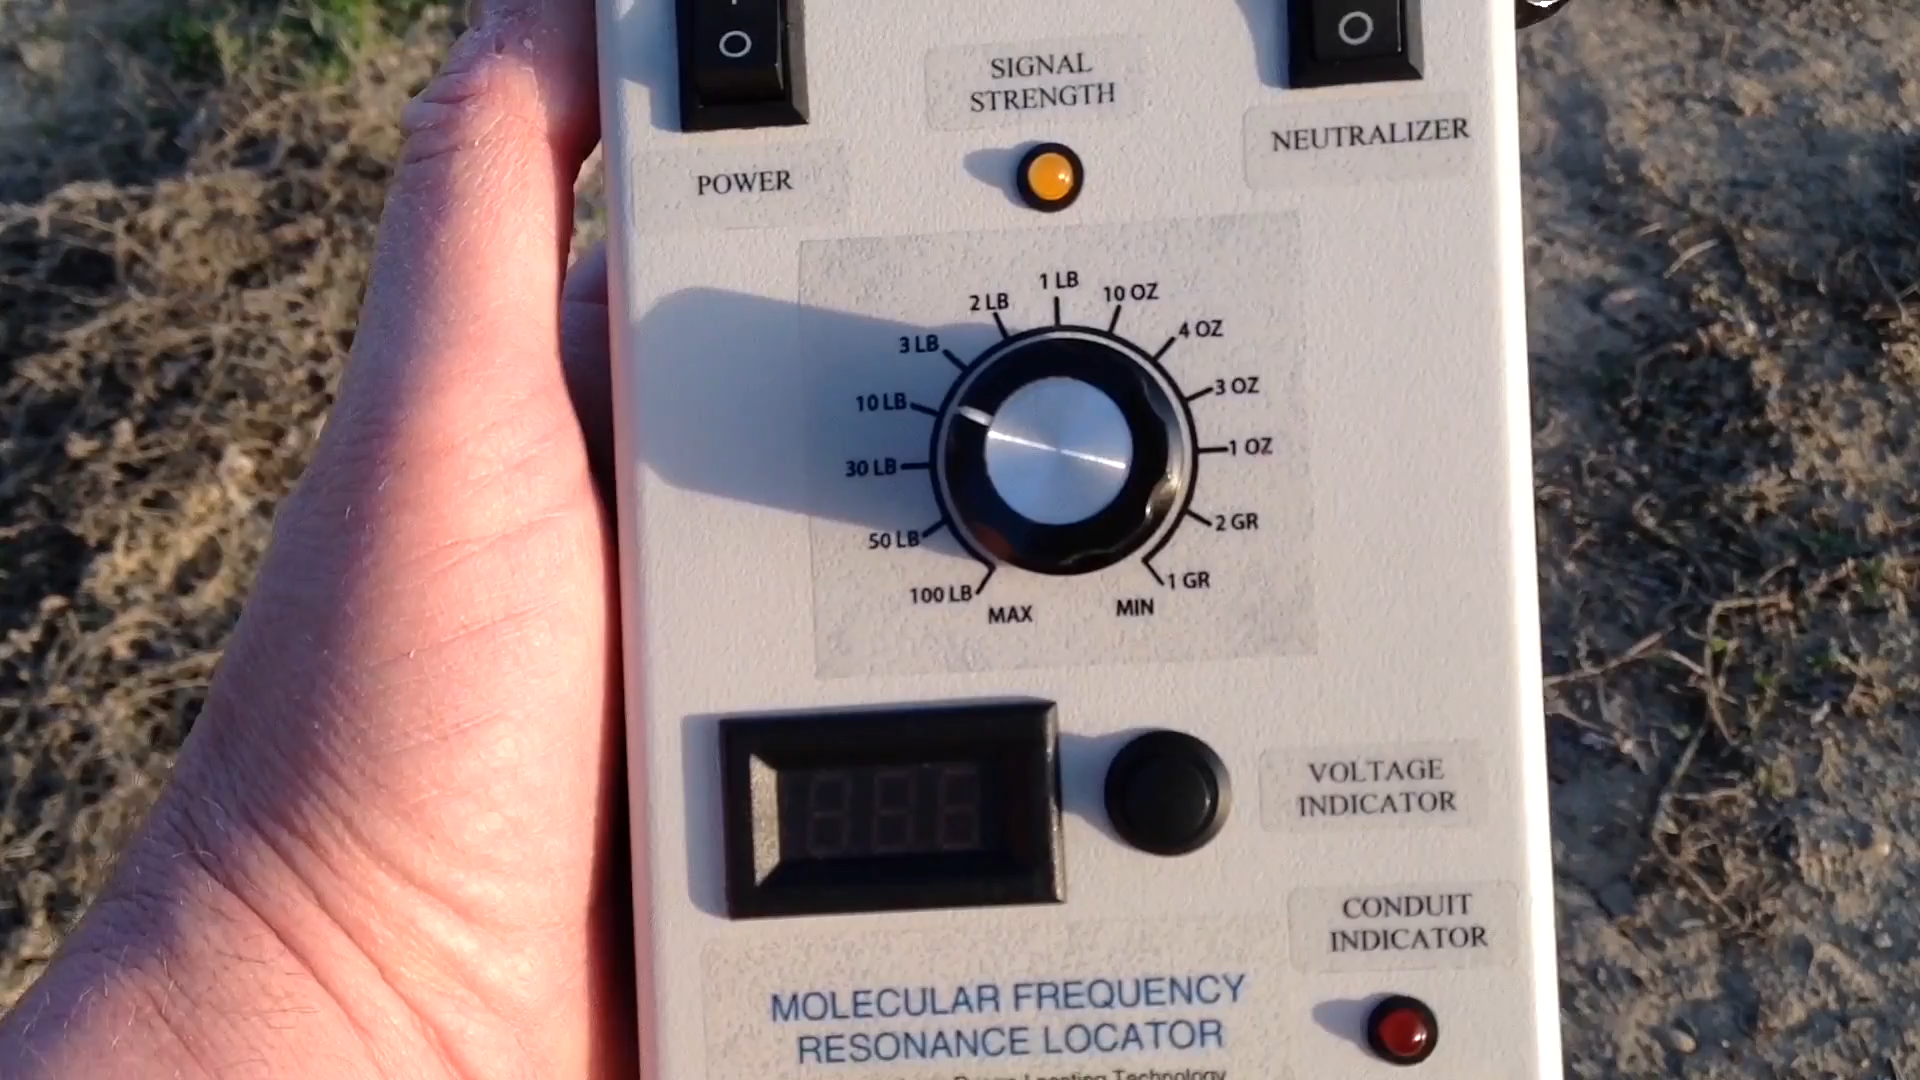 SIGNAL
STRENGTH
NEUTRALIZER
POWER
1 LB
2 LB
10 OZ
3 LB
4 OZ
10 LB
3 OZ
30 LB
1 OZ
50 LB
2 GR
100 LB
1 GR
MAX
MIN
VOLTAGE
INDICATOR
CONDUIT
INDICATOR
MOLECULAR FREQUENCY
RESONANCE LOCATOR
Technology